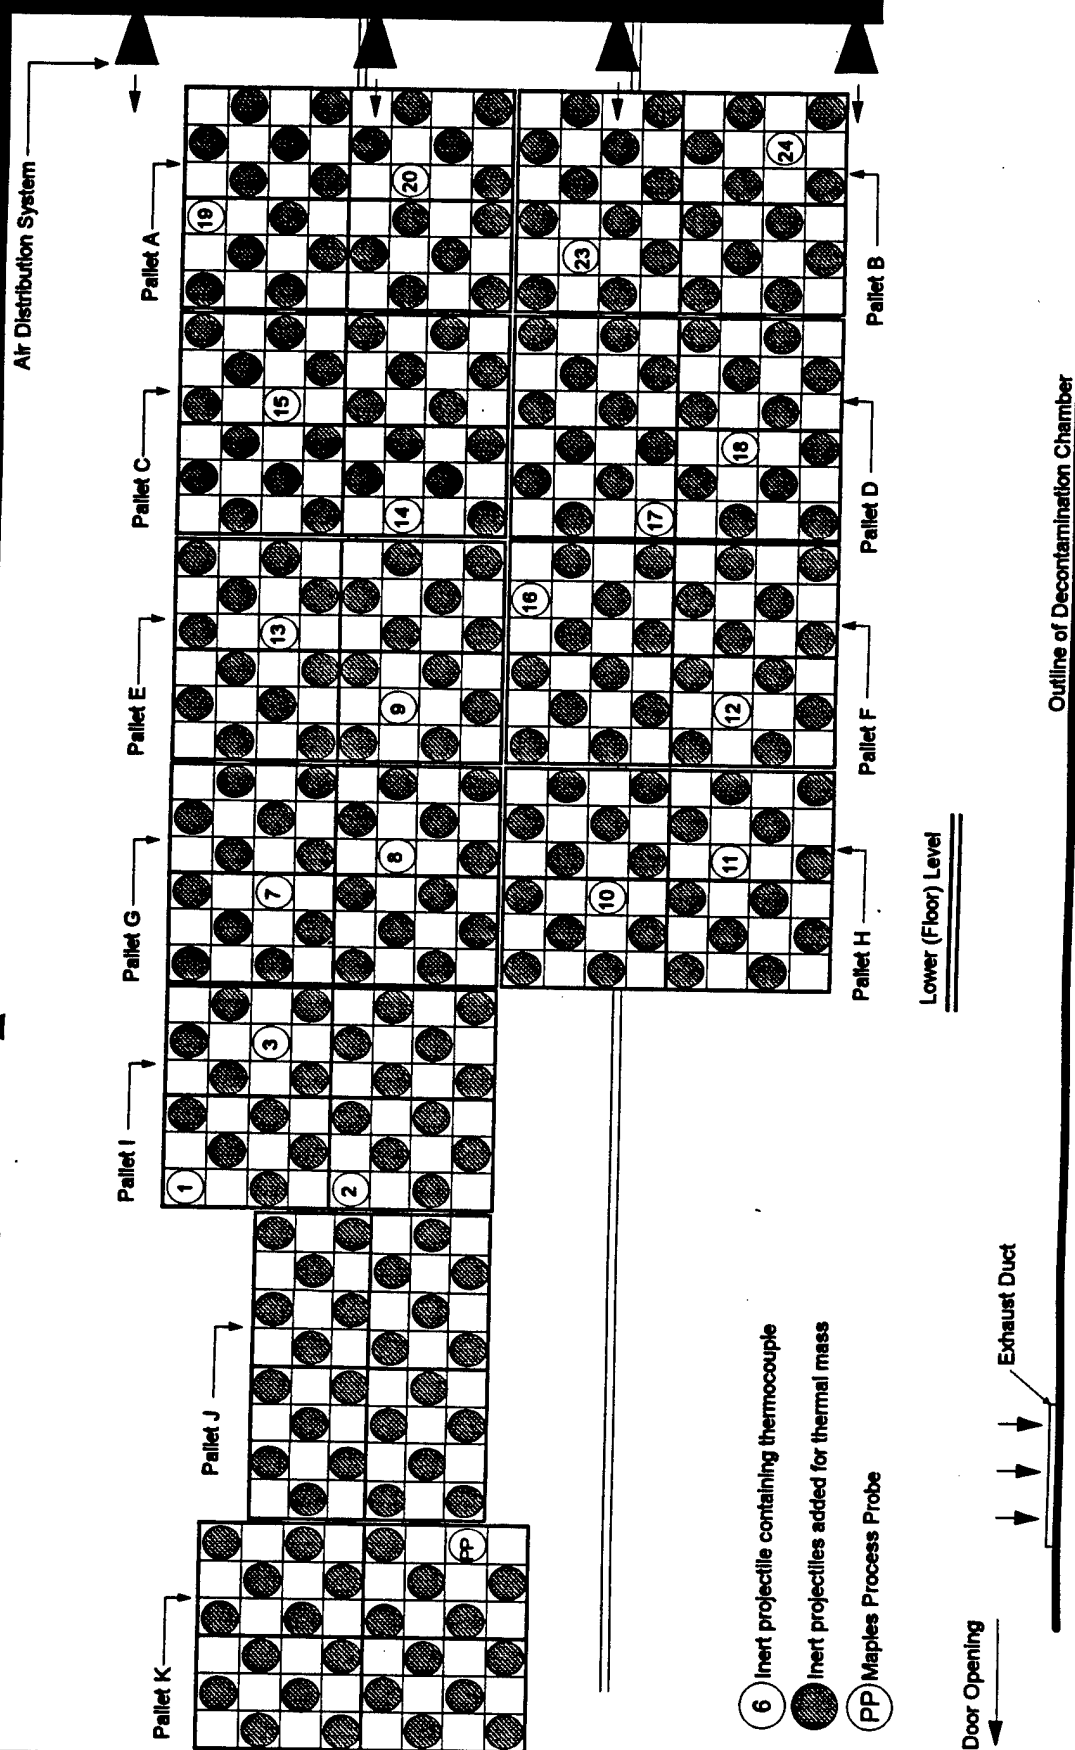 Air Distribution System
Pallet A
Pallet C
Pallet E
Pallet G
Pallet I
Pallet J
Pallet K
19
20
15
14
13
9
8
7
3
1
2
PP
24
23
18
17
16
12
11
10
Pallet B
Pallet D
Pallet F
Pallet H
Lower (Floor) Level
Outline of Decontamination Chamber
Exhaust Duct
Door Opening
6 Inert projectile containing thermocouple
Inert projectiles added for thermal mass
PP Maples Process Probe